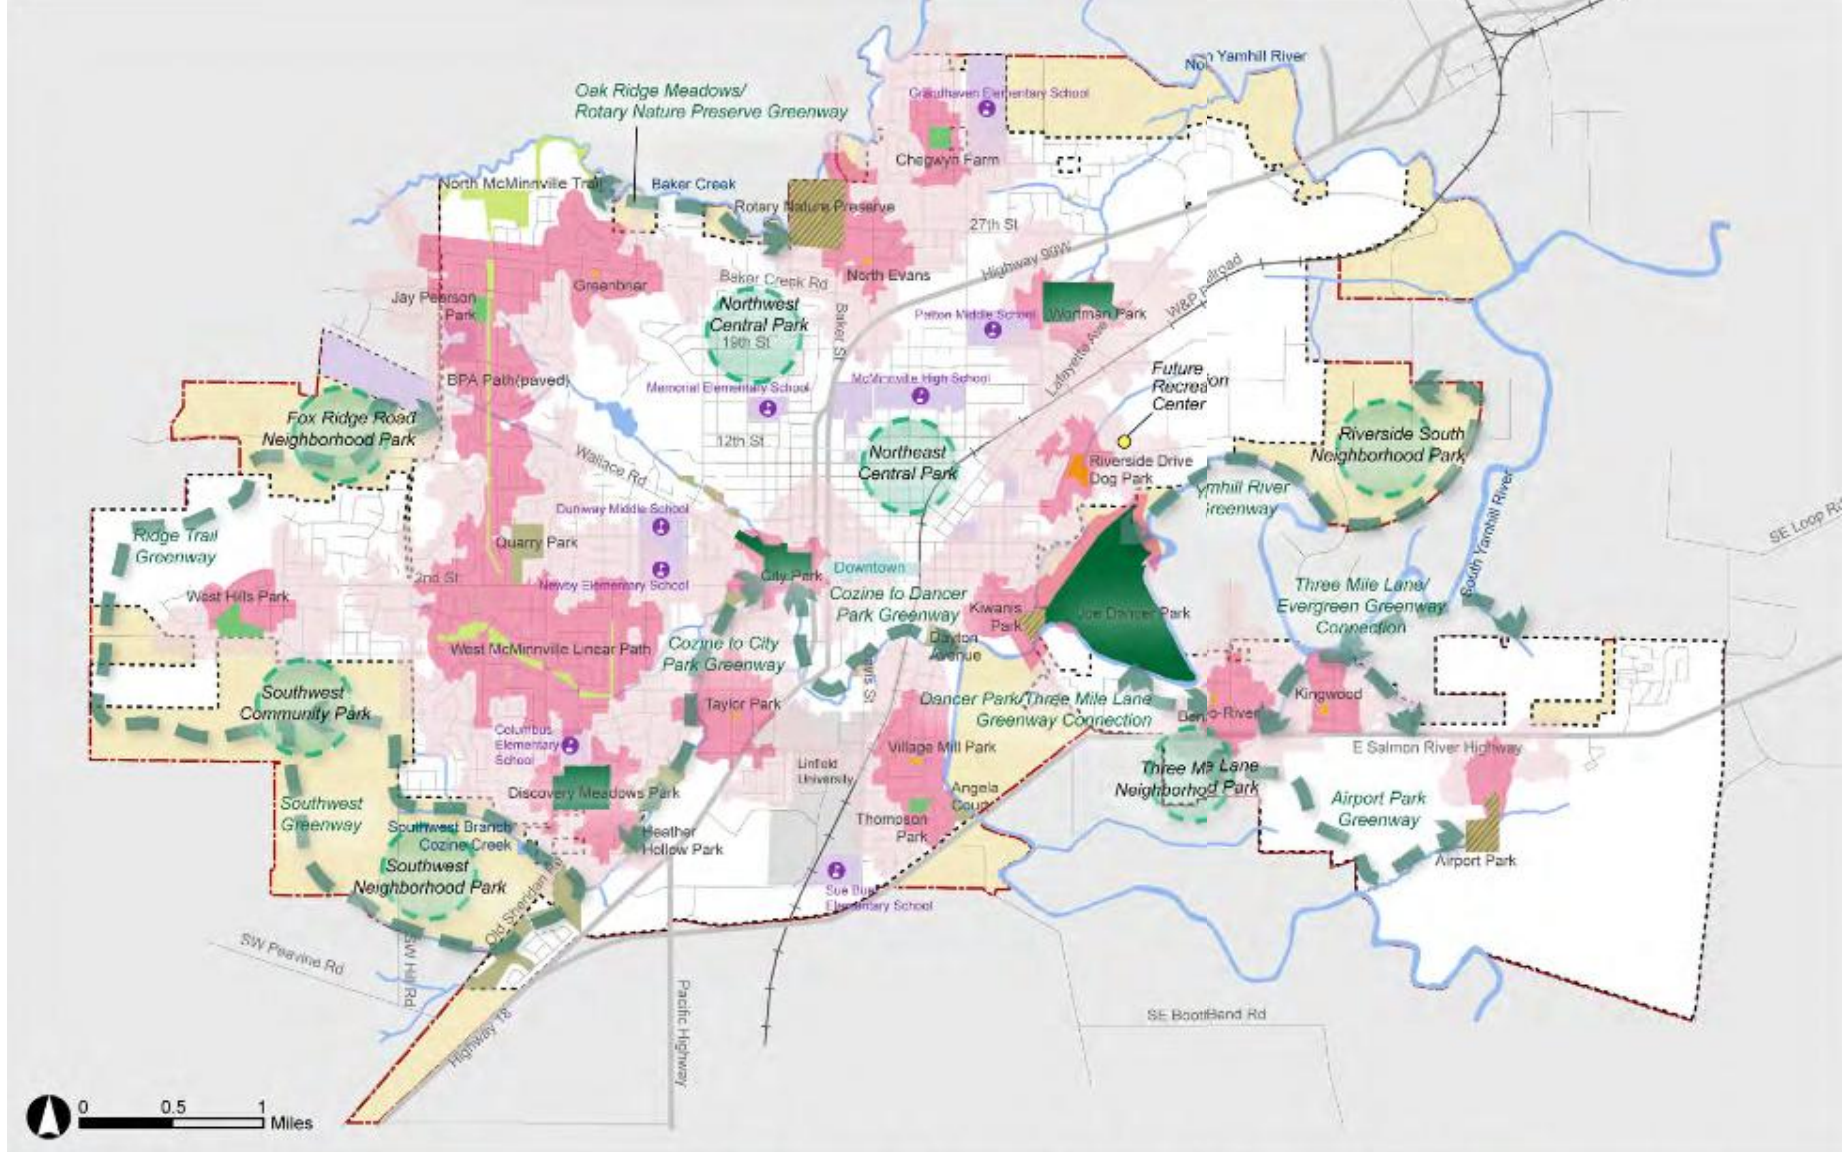 North Yamhill River
Oak Ridge Meadows/
Rotary Nature Preserve Greenway
Grandhaven Elementary School
Chegwyn Farm
North McMinnville Trail
Baker Creek
Rotary Nature Preserve
27th St
Highway 99W
Baker Creek Rd
North Evans
Greenbriar
Jay Pearson
Park
Northwest
Central Park
19th St
Baker St
Patton Middle School
Wortman Park
W&P Railroad
Lafayette Ave
BPA Path(paved)
Memorial Elementary School
McMinnville High School
Future
Recreation
Center
Fox Ridge Road
Neighborhood Park
12th St
Wallace Rd
Northeast
Central Park
Riverside Drive
Dog Park
Riverside South
Neighborhood Park
Yamhill River
Greenway
South Yamhill River
SE Loop Rd
Ridge Trail
Greenway
Duniway Middle School
Quarry Park
Newby Elementary School
2nd St
City Park
Downtown
West Hills Park
Cozine to Dancer
Park Greenway
Kiwanis
Park
Joe Dancer Park
Three Mile Lane/
Evergreen Greenway
Connection
West McMinnville Linear Path
Cozine to City
Park Greenway
Dayton
Avenue
Davis St
Southwest
Community Park
Taylor Park
Dancer Park/Three Mile Lane
Greenway Connection
Kingwood
Columbus
Elementary
School
Village Mill Park
E Salmon River Highway
Linfield
University
Three Mile Lane
Neighborhood Park
Discovery Meadows Park
Angela
Court
Airport Park
Greenway
Southwest
Greenway
Southwest Branch
Cozine Creek
Heather
Hollow Park
Thompson
Park
Airport Park
Southwest
Neighborhood Park
Old Sheridan Rd
Sue Buel
Elementary School
SW Peavine Rd
SW Hill Rd
Pacific Highway
Highway 18
SE Booth Bend Rd
0 0.5 1
Miles